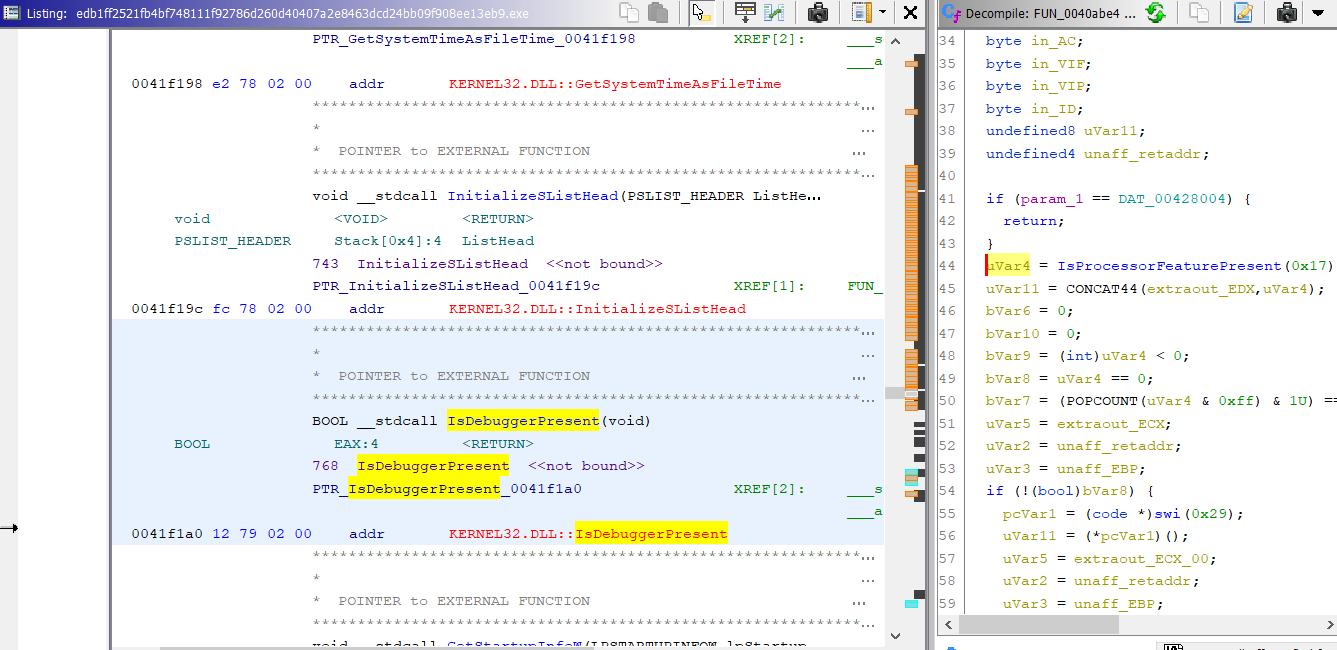 Listing: edb1ff2521fb4bf748111f92786d260d40407a2e8463dcd24bb09f908ee13eb9.exe
PTR_GetSystemTimeAsFileTime_0041f198 XREF[2]: ___s
___a
0041f198 e2 78 02 00 addr KERNEL32.DLL::GetSystemTimeAsFileTime
*************************************************************...
* ...
* POINTER to EXTERNAL FUNCTION ...
*************************************************************...
void __stdcall InitializeSListHead(PSLIST_HEADER ListHe...
void <VOID> <RETURN>
PSLIST_HEADER Stack[0x4]:4 ListHead
743 InitializeSListHead <<not bound>>
PTR_InitializeSListHead_0041f19c XREF[1]: FUN_
0041f19c fc 78 02 00 addr KERNEL32.DLL::InitializeSListHead
*************************************************************...
* ...
* POINTER to EXTERNAL FUNCTION ...
*************************************************************...
BOOL __stdcall IsDebuggerPresent(void)
BOOL EAX:4 <RETURN>
768 IsDebuggerPresent <<not bound>>
PTR_IsDebuggerPresent_0041f1a0 XREF[2]: ___s
___a
0041f1a0 12 79 02 00 addr KERNEL32.DLL::IsDebuggerPresent
*************************************************************...
* ...
* POINTER to EXTERNAL FUNCTION ...
*************************************************************...
void __stdcall GetStartupInfoW(LPSTARTUPINFOW lpStartup
Decompile: FUN_0040abe4 ...
34 byte in_AC;
35 byte in_VIF;
36 byte in_VIP;
37 byte in_ID;
38 undefined8 uVar11;
39 undefined4 unaff_retaddr;
40
41 if (param_1 == DAT_00428004) {
42 return;
43 }
44 uVar4 = IsProcessorFeaturePresent(0x17)
45 uVar11 = CONCAT44(extraout_EDX,uVar4);
46 bVar6 = 0;
47 bVar10 = 0;
48 bVar9 = (int)uVar4 < 0;
49 bVar8 = uVar4 == 0;
50 bVar7 = (POPCOUNT(uVar4 & 0xff) & 1U) ==
51 uVar5 = extraout_ECX;
52 uVar2 = unaff_retaddr;
53 uVar3 = unaff_EBP;
54 if (!(bool)bVar8) {
55 pcVar1 = (code *)swi(0x29);
56 uVar11 = (*pcVar1)();
57 uVar5 = extraout_ECX_00;
58 uVar2 = unaff_retaddr;
59 uVar3 = unaff_EBP;